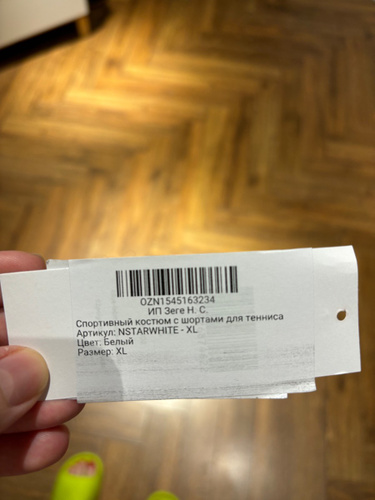 OZN1545163234
ИП Зеге Н. С.
Спортивный костюм с шортами для тенниса
Артикул: NSTARWHITE - XL
Цвет: Белый
Размер: XL